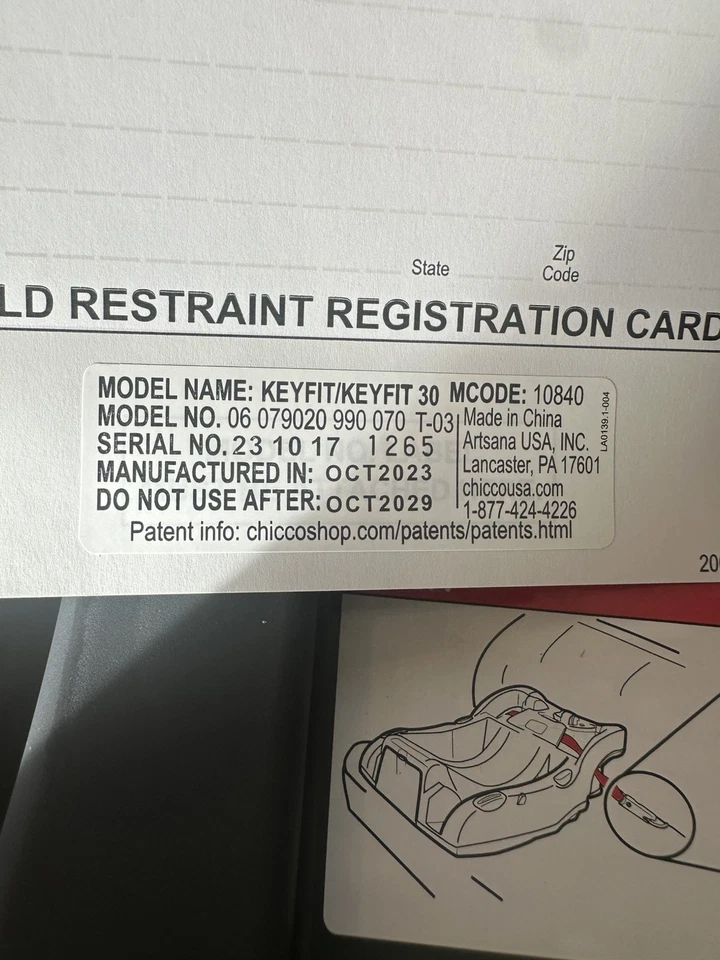 State
Zip
Code
LD RESTRAINT REGISTRATION CARD
MODEL NAME: KEYFIT/KEYFIT 30 MCODE: 10840
MODEL NO. 06 079020 990 070 T-03
SERIAL NO. 23 10 17 1265
MANUFACTURED IN: OCT2023
DO NOT USE AFTER: OCT2029
Made in China
Artsana USA, INC.
Lancaster, PA 17601
chiccousa.com
1-877-424-4226
Patent info: chiccoshop.com/patents/patents.html
LA0139.1-004